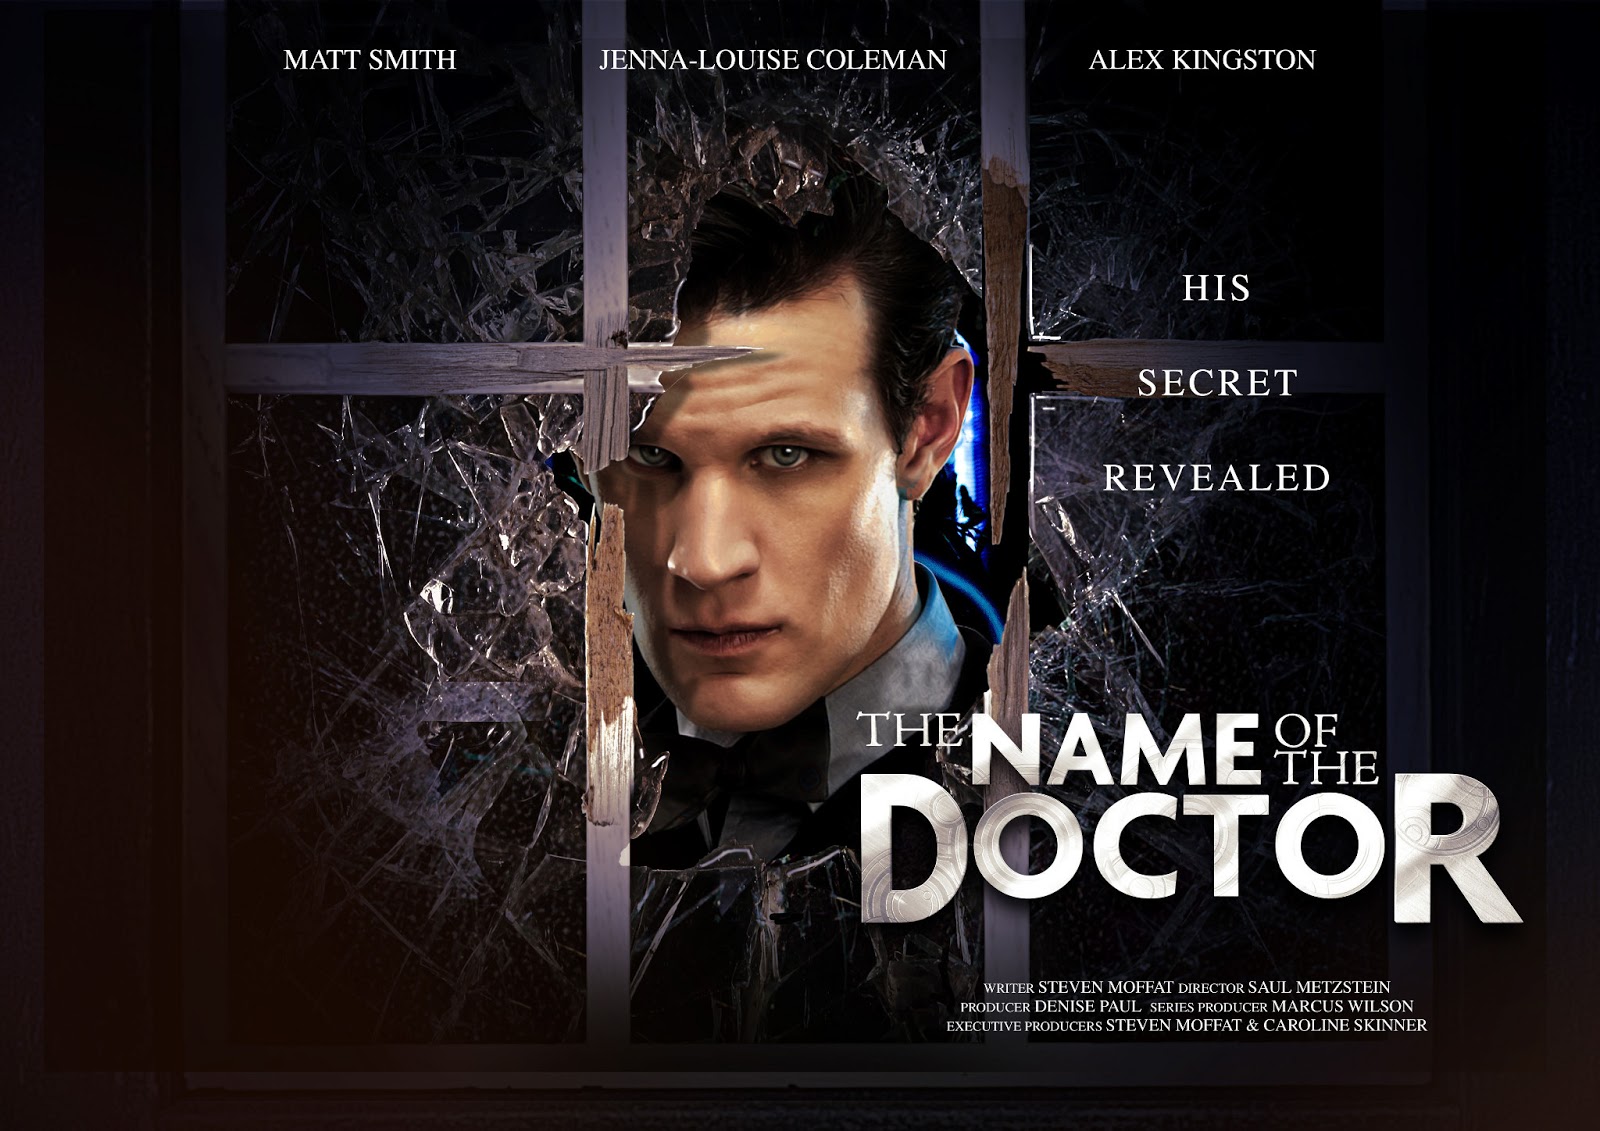 MATT SMITH JENNA-LOUISE COLEMAN ALEX KINGSTON
HIS
SECRET
REVEALED
THE NAME OF THE
DOCTOR
WRITER STEVEN MOFFAT DIRECTOR SAUL METZSTEIN
PRODUCER DENISE PAUL SERIES PRODUCER MARCUS WILSON
EXECUTIVE PRODUCERS STEVEN MOFFAT & CAROLINE SKINNER